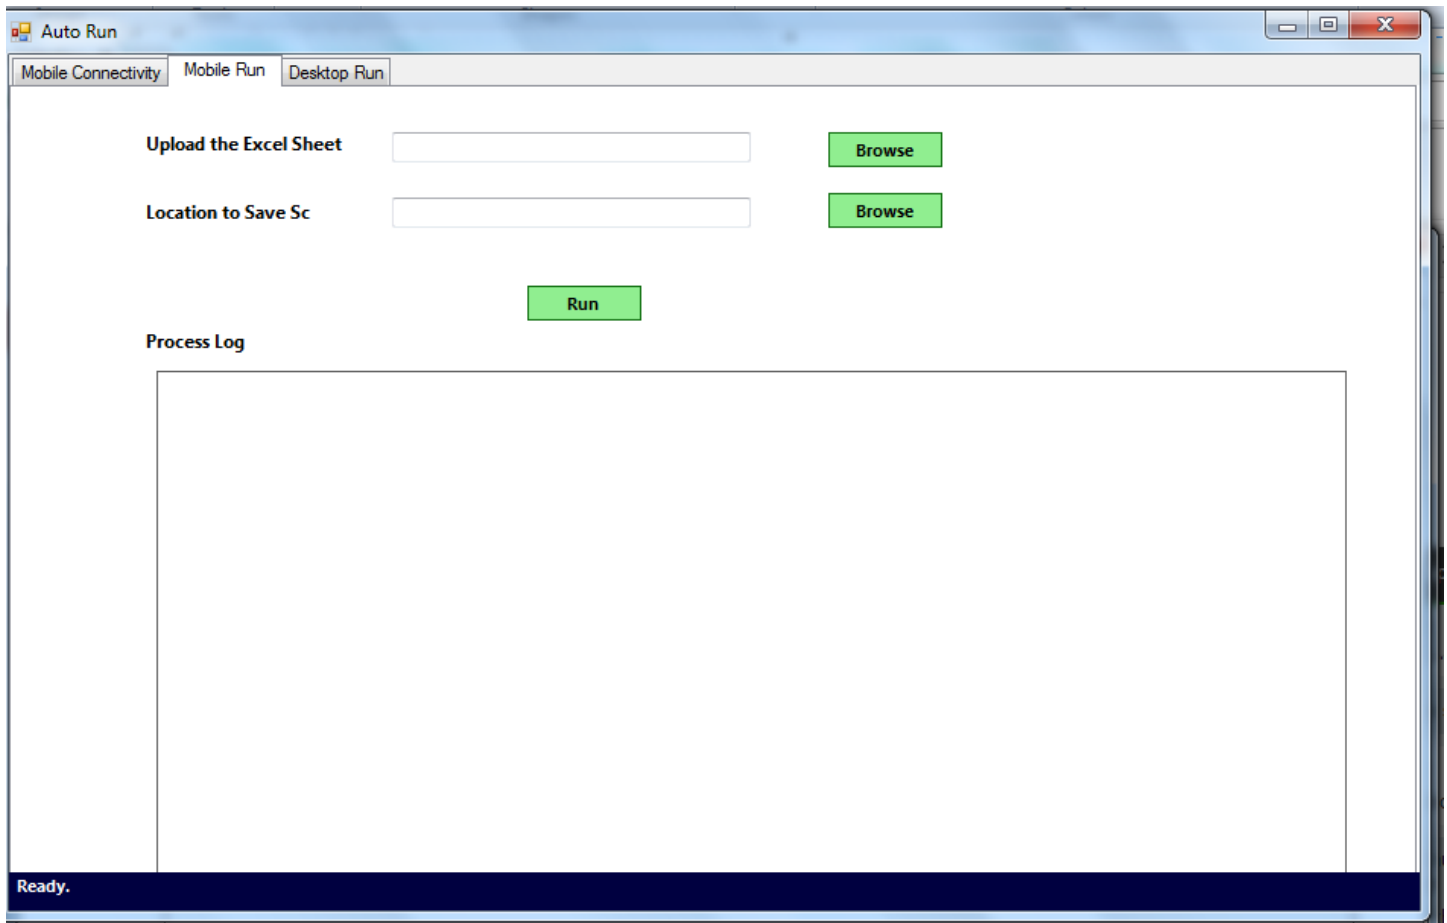 Auto Run
Mobile Connectivity Mobile Run Desktop Run
Upload the Excel Sheet Browse
Location to Save Sc Browse
Run
Process Log
Ready.